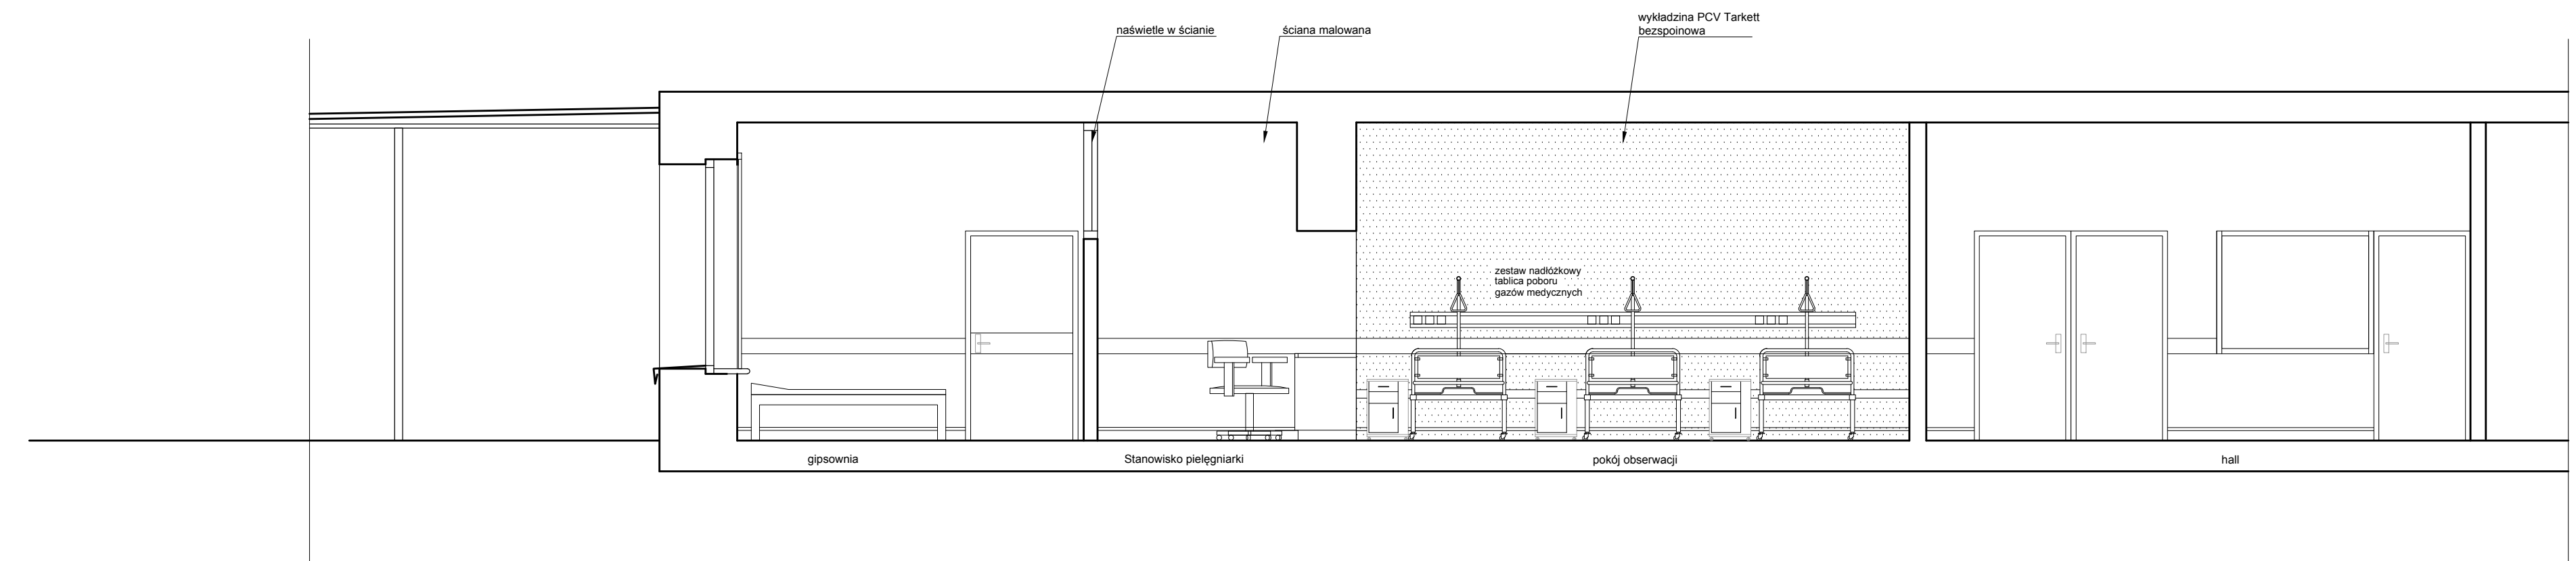 naświetle w ścianie
ściana malowana
wykładzina PCV Tarkett
bezspoinowa
zestaw nadłóżkowy
tablica poboru
gazów medycznych
gipsownia
Stanowisko pielęgniarki
pokój obserwacji
hall